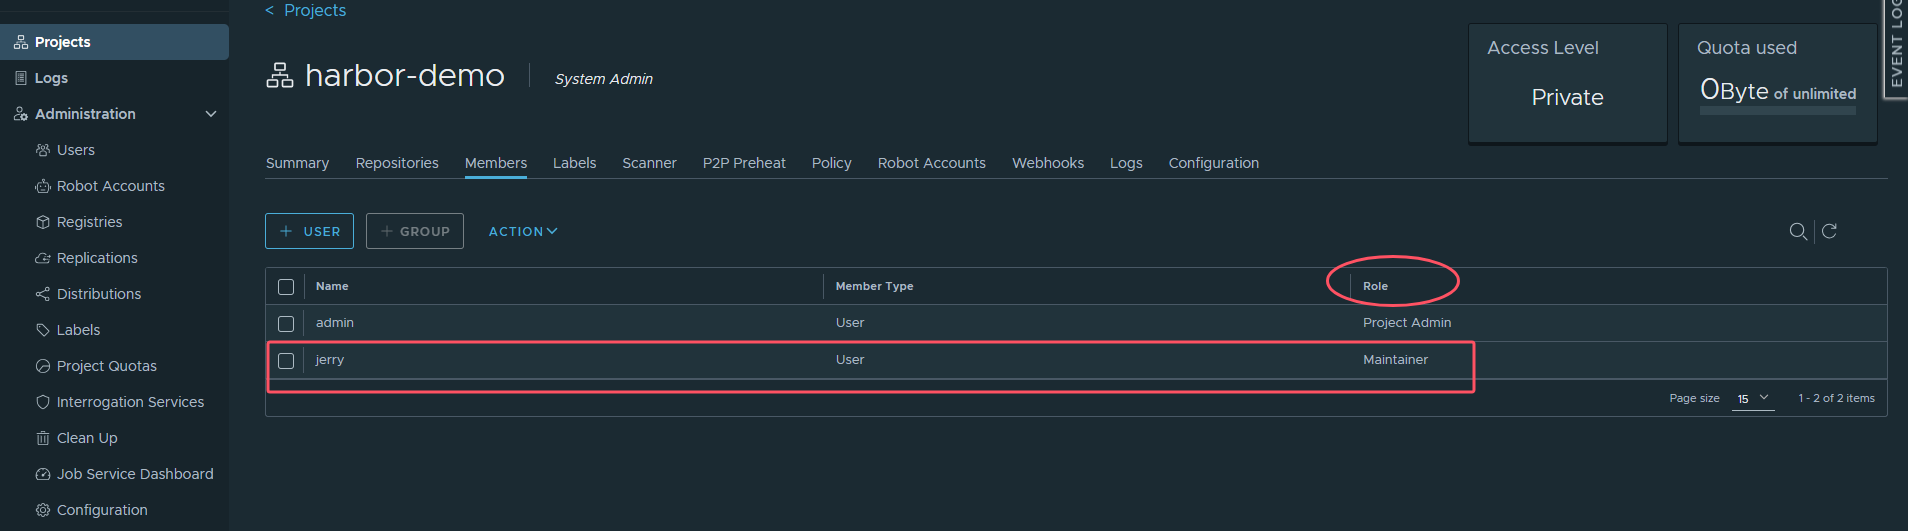 < Projects
Projects
Logs
Administration
Users
Robot Accounts
Registries
Replications
Distributions
Labels
Project Quotas
Interrogation Services
Clean Up
Job Service Dashboard
Configuration
harbor-demo
System Admin
Access Level
Private
Quota used
0Byte of unlimited
EVENT LOG
Summary Repositories Members Labels Scanner P2P Preheat Policy Robot Accounts Webhooks Logs Configuration
+ USER + GROUP ACTION
Name Member Type Role
admin User Project Admin
jerry User Maintainer
Page size 15 1 - 2 of 2 items